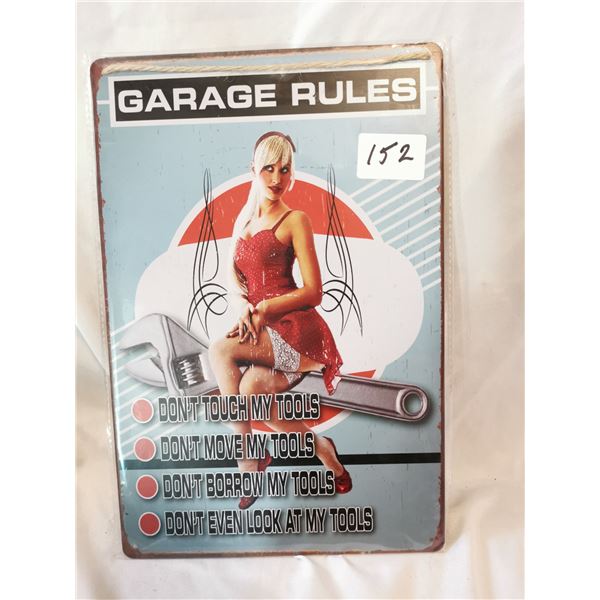 GARAGE RULES
152
DON'T TOUCH MY TOOLS
DON'T MOVE MY TOOLS
DON'T BORROW MY TOOLS
DON'T EVEN LOOK AT MY TOOLS